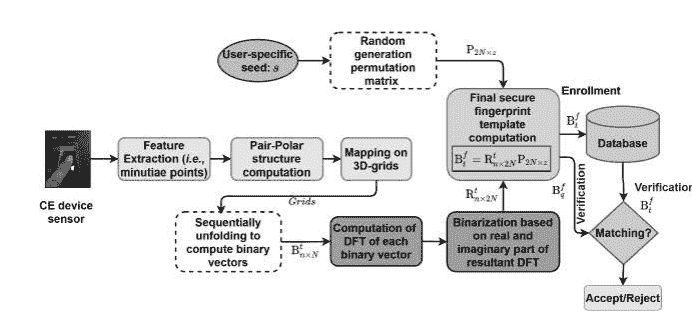 User-specific
seed: s
Random
generation
permutation
matrix
P2N×z
Final secure
fingerprint
template
computation
B_t^f = R_{n×2N}^t P_{2N×z}
Enrollment
B_t^f
Database
CE device
sensor
Feature
Extraction (i.e.,
minutiae points)
Pair-Polar
structure
computation
Mapping on
3D-grids
Grids
R_{n×2N}^t
B_q^f
Verification
Verification
B_t^f
Matching?
Accept/Reject
Sequentially
unfolding to
compute binary
vectors
B_{n×N}^t
Computation of
DFT of each
binary vector
Binarization based
on real and
imaginary part of
resultant DFT